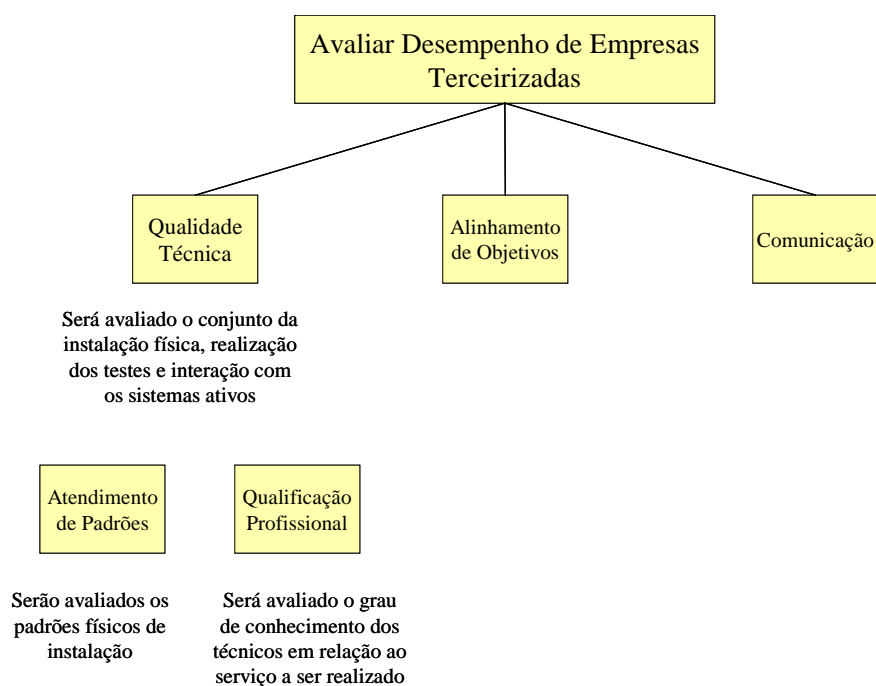 Avaliar Desempenho de Empresas
Terceirizadas
Qualidade
Técnica
Alinhamento
de Objetivos
Comunicação
Será avaliado o conjunto da
instalação física, realização
dos testes e interação com
os sistemas ativos
Atendimento
de Padrões
Qualificação
Profissional
Serão avaliados os
padrões físicos de
instalação
Será avaliado o grau
de conhecimento dos
técnicos em relação ao
serviço a ser realizado